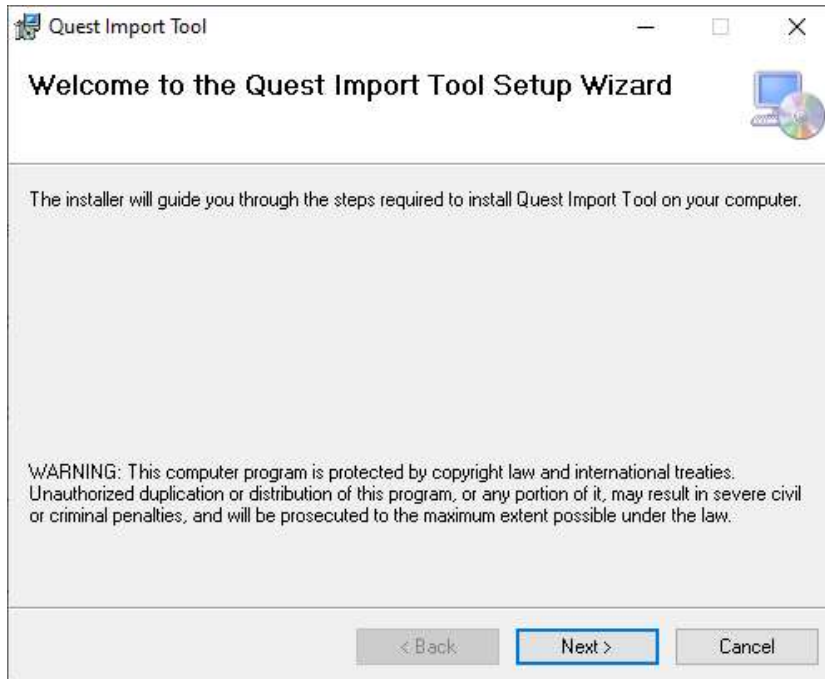 Quest Import Tool
Welcome to the Quest Import Tool Setup Wizard
The installer will guide you through the steps required to install Quest Import Tool on your computer.
WARNING: This computer program is protected by copyright law and international treaties.
Unauthorized duplication or distribution of this program, or any portion of it, may result in severe civil
or criminal penalties, and will be prosecuted to the maximum extent possible under the law.
< Back
Next >
Cancel